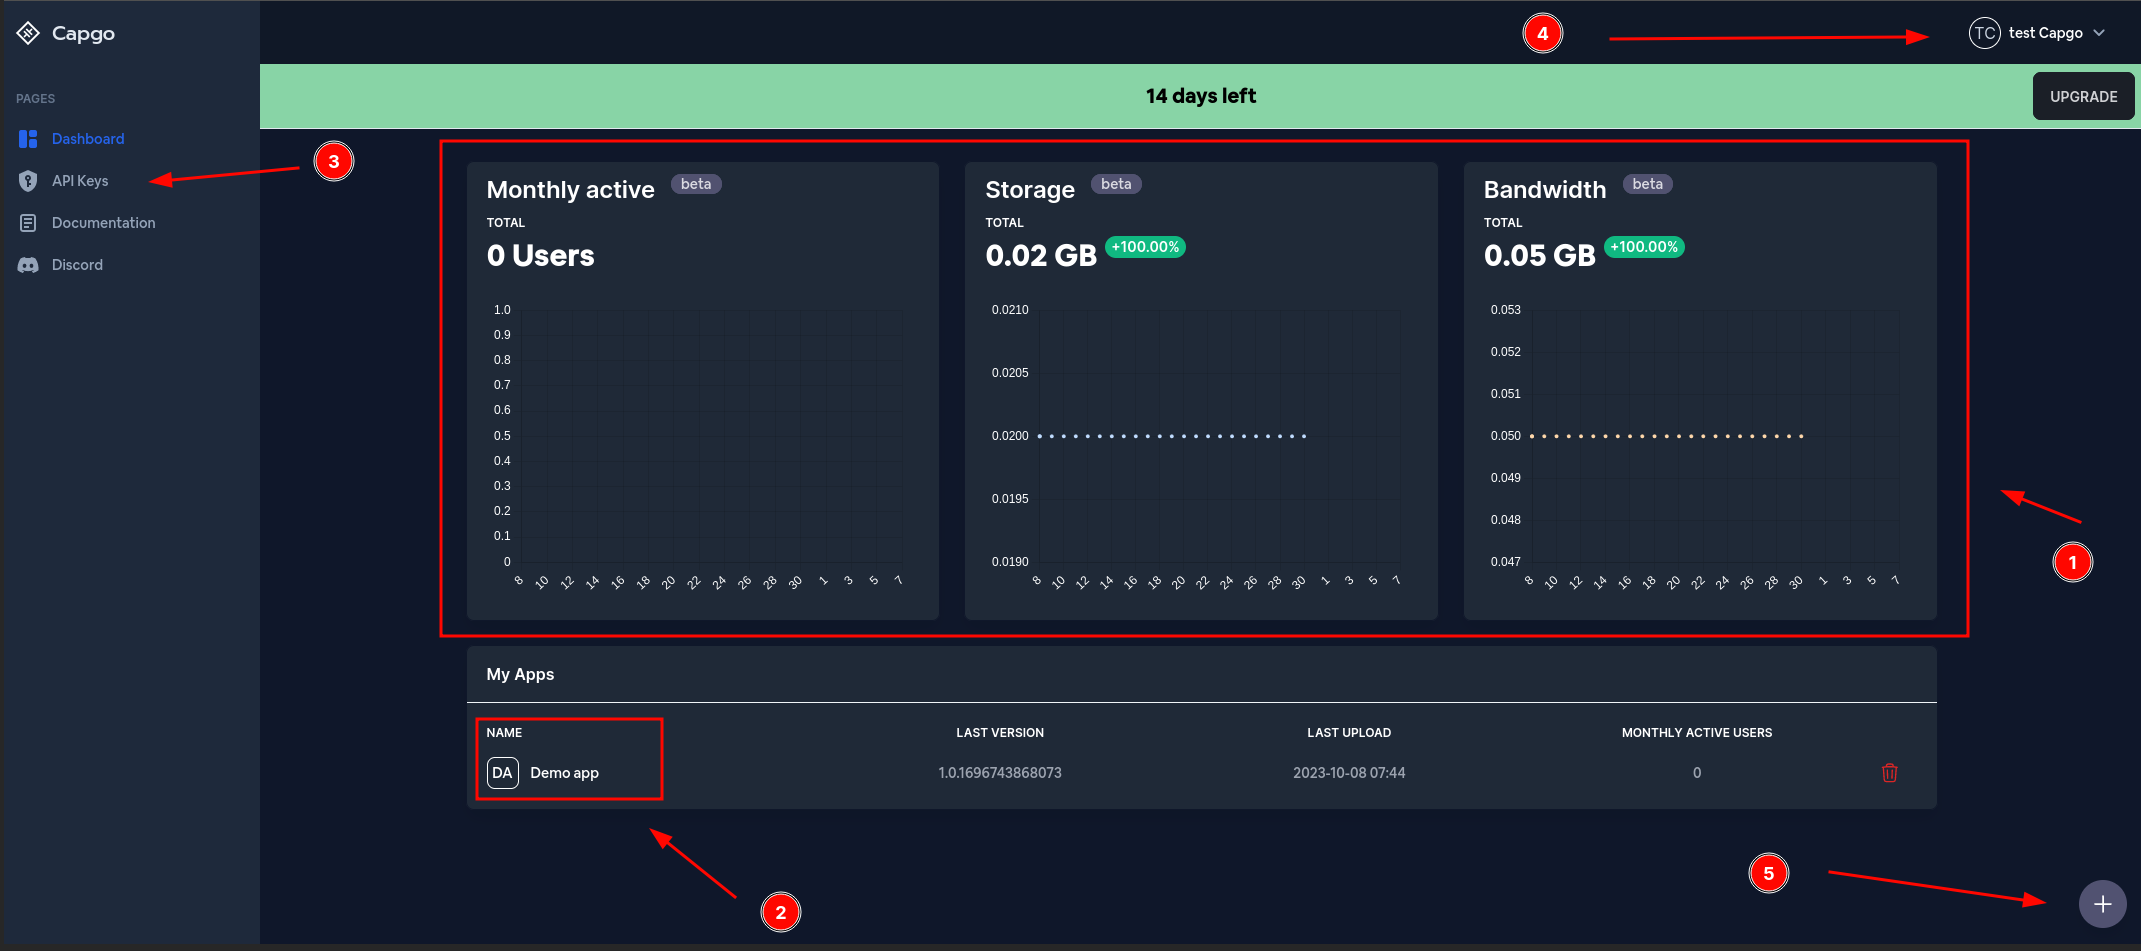 Capgo
4
TC test Capgo
14 days left
UPGRADE
PAGES
Dashboard
API Keys
Documentation
Discord
3
Monthly active beta
TOTAL
0 Users
1.0
0.9
0.8
0.7
0.6
0.5
0.4
0.3
0.2
0.1
0
8 10 12 14 16 18 20 22 24 26 28 30 1 3 5 7
Storage beta
TOTAL
0.02 GB +100.00%
0.0210
0.0205
0.0200
0.0195
0.0190
8 10 12 14 16 18 20 22 24 26 28 30 1 3 5 7
Bandwidth beta
TOTAL
0.05 GB +100.00%
0.053
0.052
0.051
0.050
0.049
0.048
0.047
8 10 12 14 16 18 20 22 24 26 28 30 1 3 5 7
1
My Apps
NAME LAST VERSION LAST UPLOAD MONTHLY ACTIVE USERS
DA Demo app 1.0.1696743868073 2023-10-08 07:44 0
2
5
+